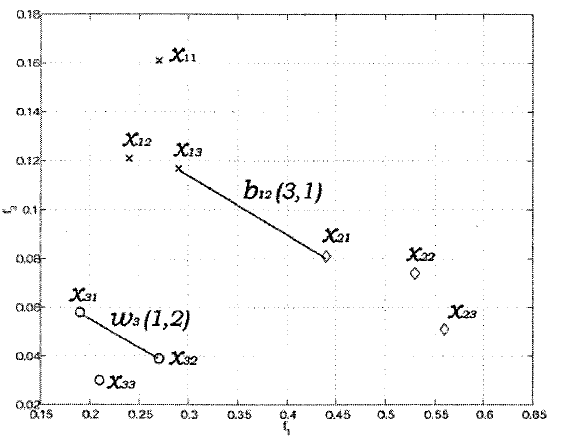 0.18
x₁₁
0.16
0.14
x₁₂
x₁₃
0.12
b₁₂(3,1)
0.1
f₂
x₂₁
x₂₂
0.08
x₃₁
x₂₃
0.06
w₃(1,2)
0.04
x₃₂
x₃₃
0.02
0.15 0.2 0.25 0.3 0.35 0.4 0.45 0.5 0.55 0.6 0.65
f₁